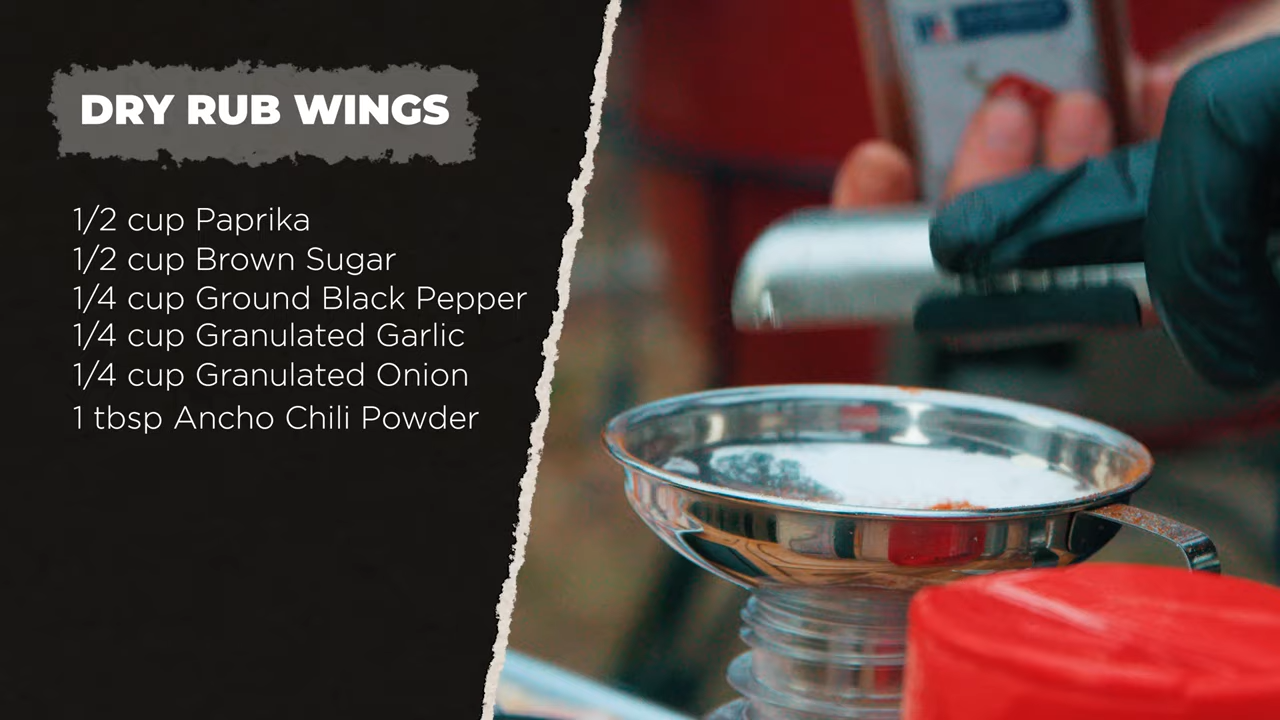 DRY RUB WINGS
1/2 cup Paprika
1/2 cup Brown Sugar
1/4 cup Ground Black Pepper
1/4 cup Granulated Garlic
1/4 cup Granulated Onion
1 tbsp Ancho Chili Powder